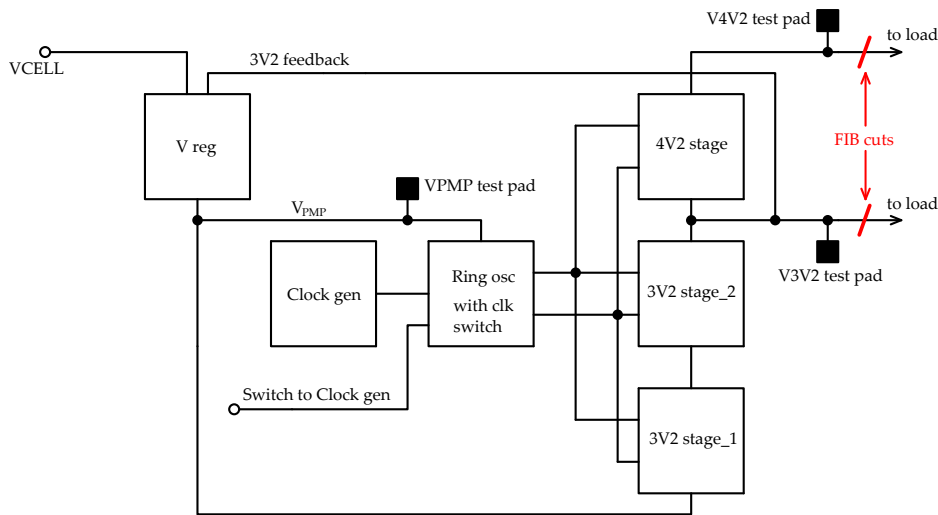 V4V2 test pad
to load
VCELL
3V2 feedback
V reg
4V2 stage
FIB cuts
VPMP test pad
VPMP
to load
V3V2 test pad
Clock gen
Ring osc
with clk
switch
3V2 stage_2
Switch to Clock gen
3V2 stage_1